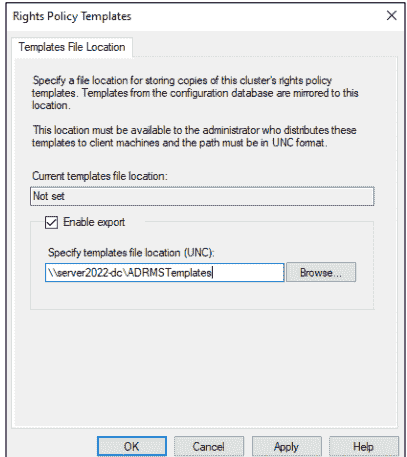 Rights Policy Templates
Templates File Location
Specify a file location for storing copies of this cluster's rights policy
templates. Templates from the configuration database are mirrored to this
location.
This location must be available to the administrator who distributes these
templates to client machines and the path must be in UNC format.
Current templates file location:
Not set
Enable export
Specify templates file location (UNC):
\\server2022-dc\ADRMSTemplates
Browse...
OK Cancel Apply Help